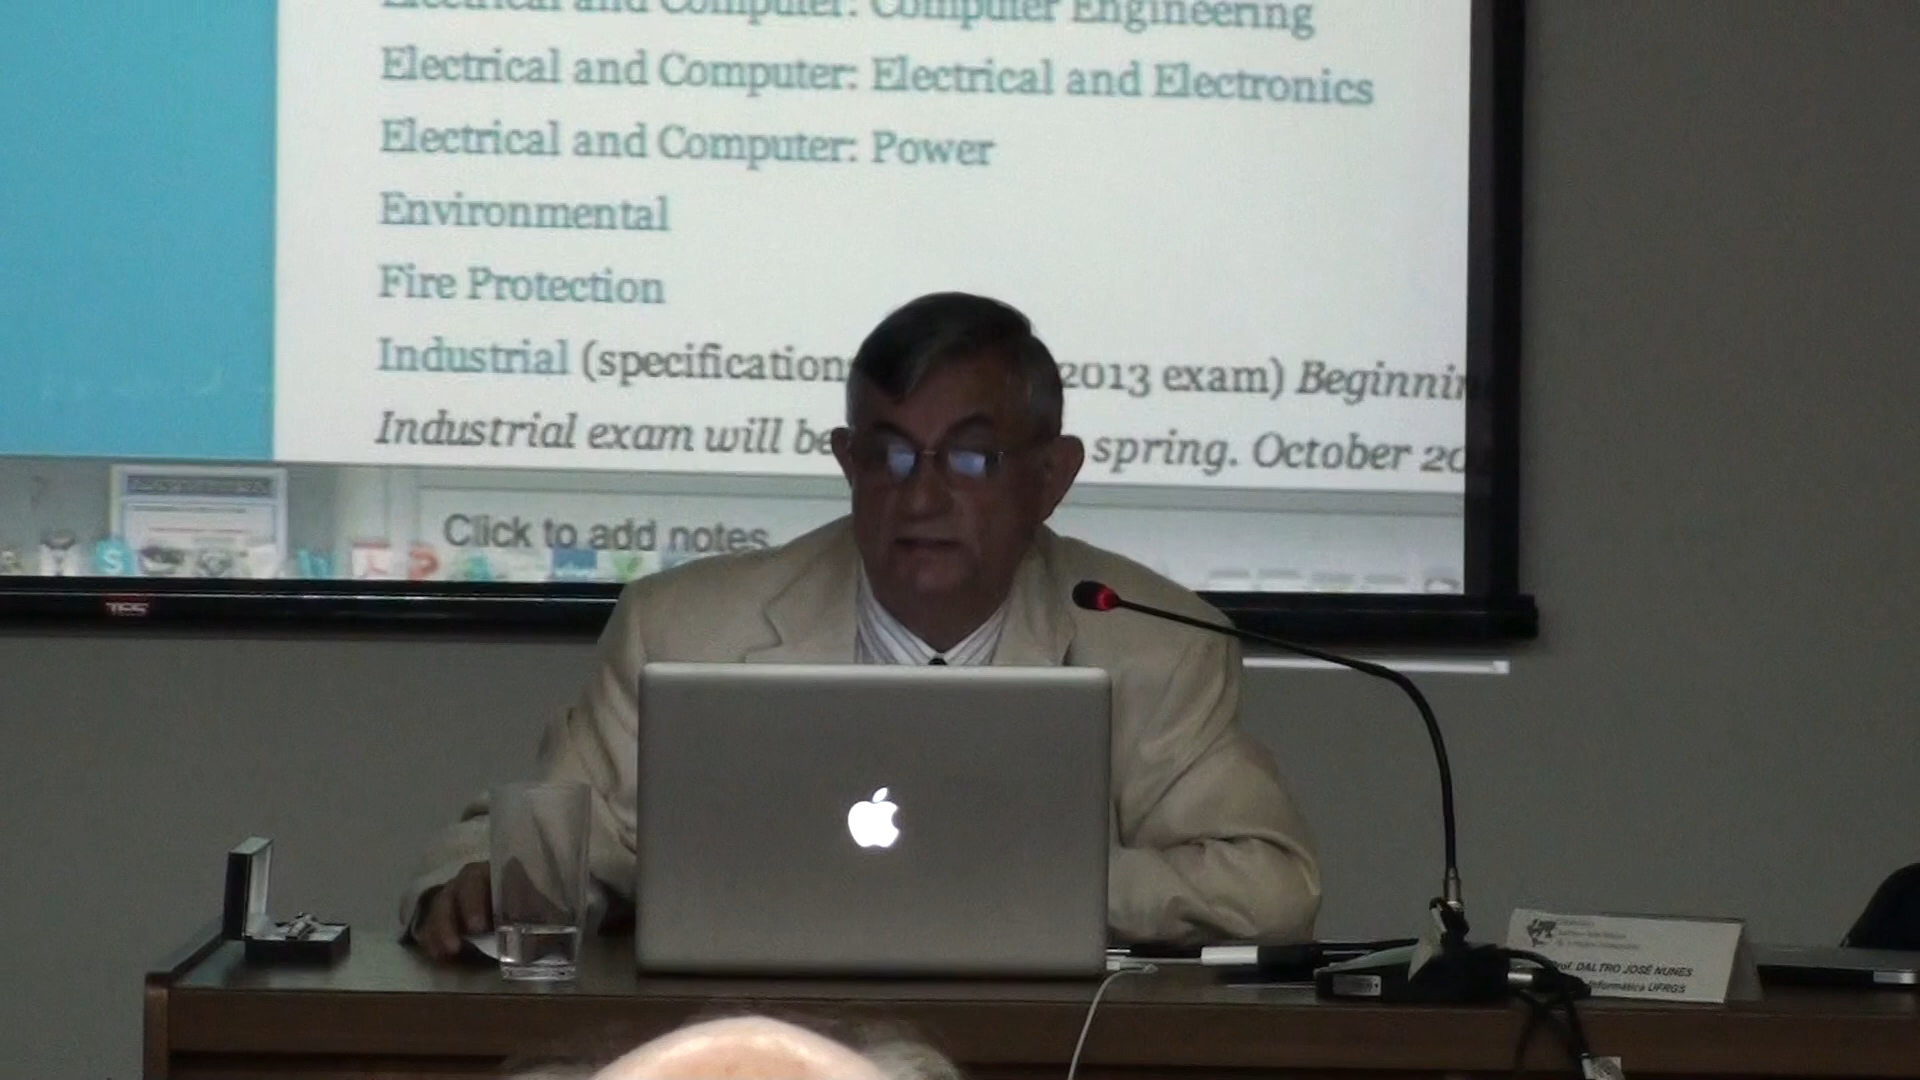 Electrical and Computer: Computer Engineering
Electrical and Computer: Electrical and Electronics
Electrical and Computer: Power
Environmental
Fire Protection
Industrial (specifications 2013 exam) Beginnin
Industrial exam will be spring. October 20
Click to add notes
Prof. DALTRO JOSÉ NUNES
Informática UFRGS